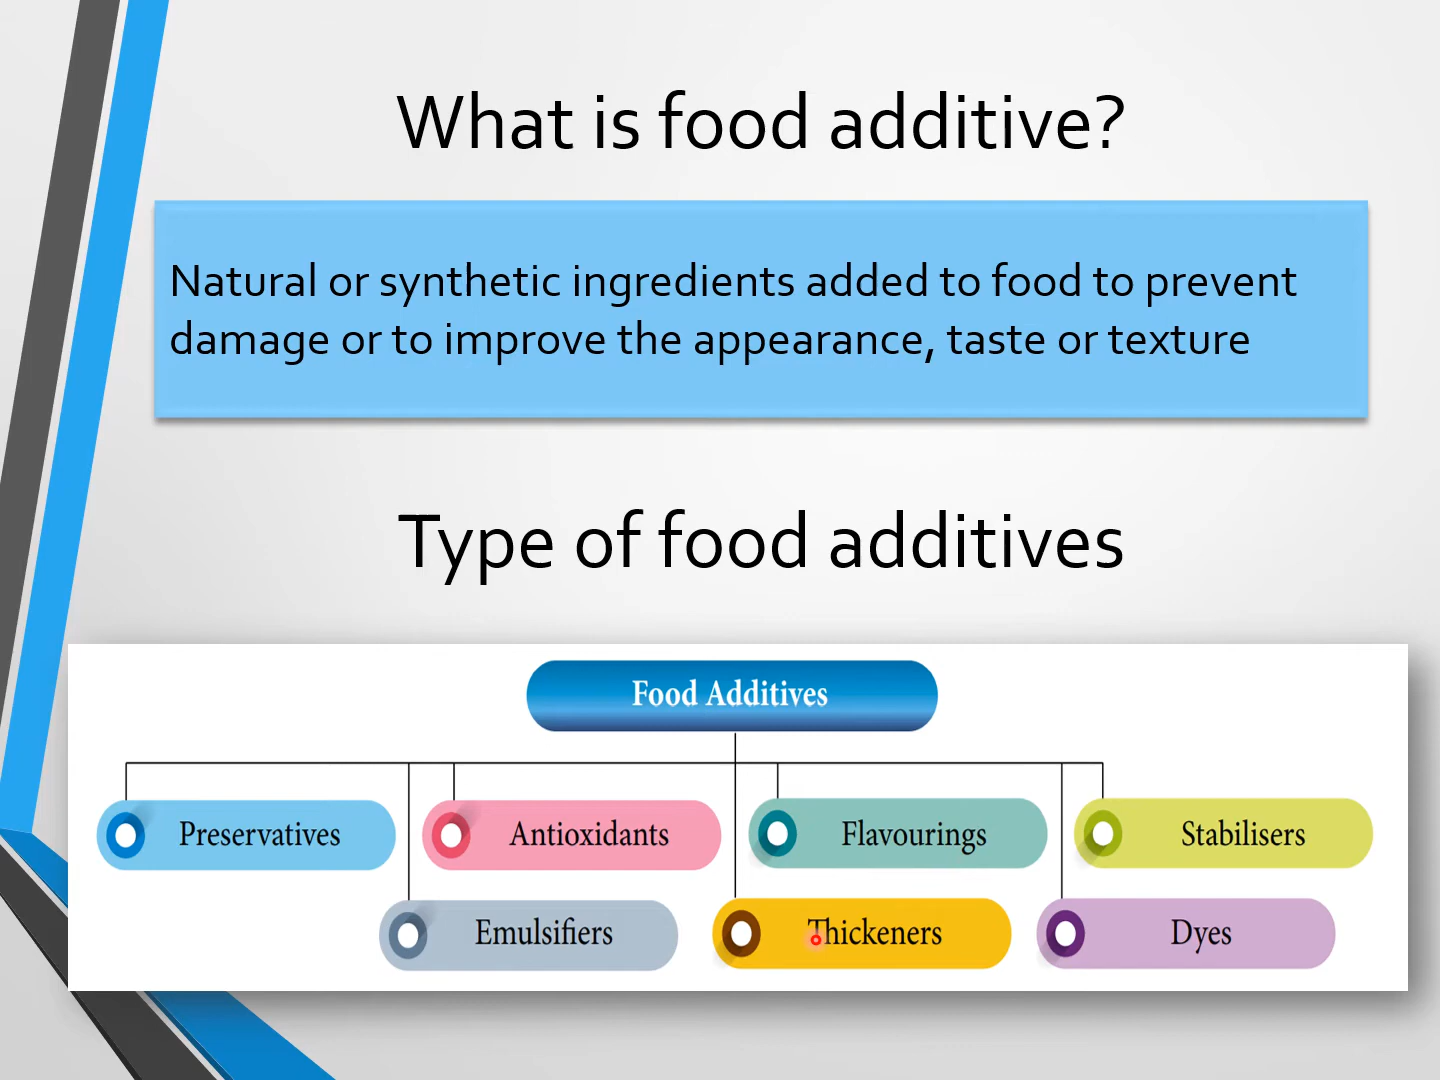 What is food additive?
Natural or synthetic ingredients added to food to prevent
damage or to improve the appearance, taste or texture
Type of food additives
Food Additives
Preservatives
Antioxidants
Flavourings
Stabilisers
Emulsifiers
Thickeners
Dyes